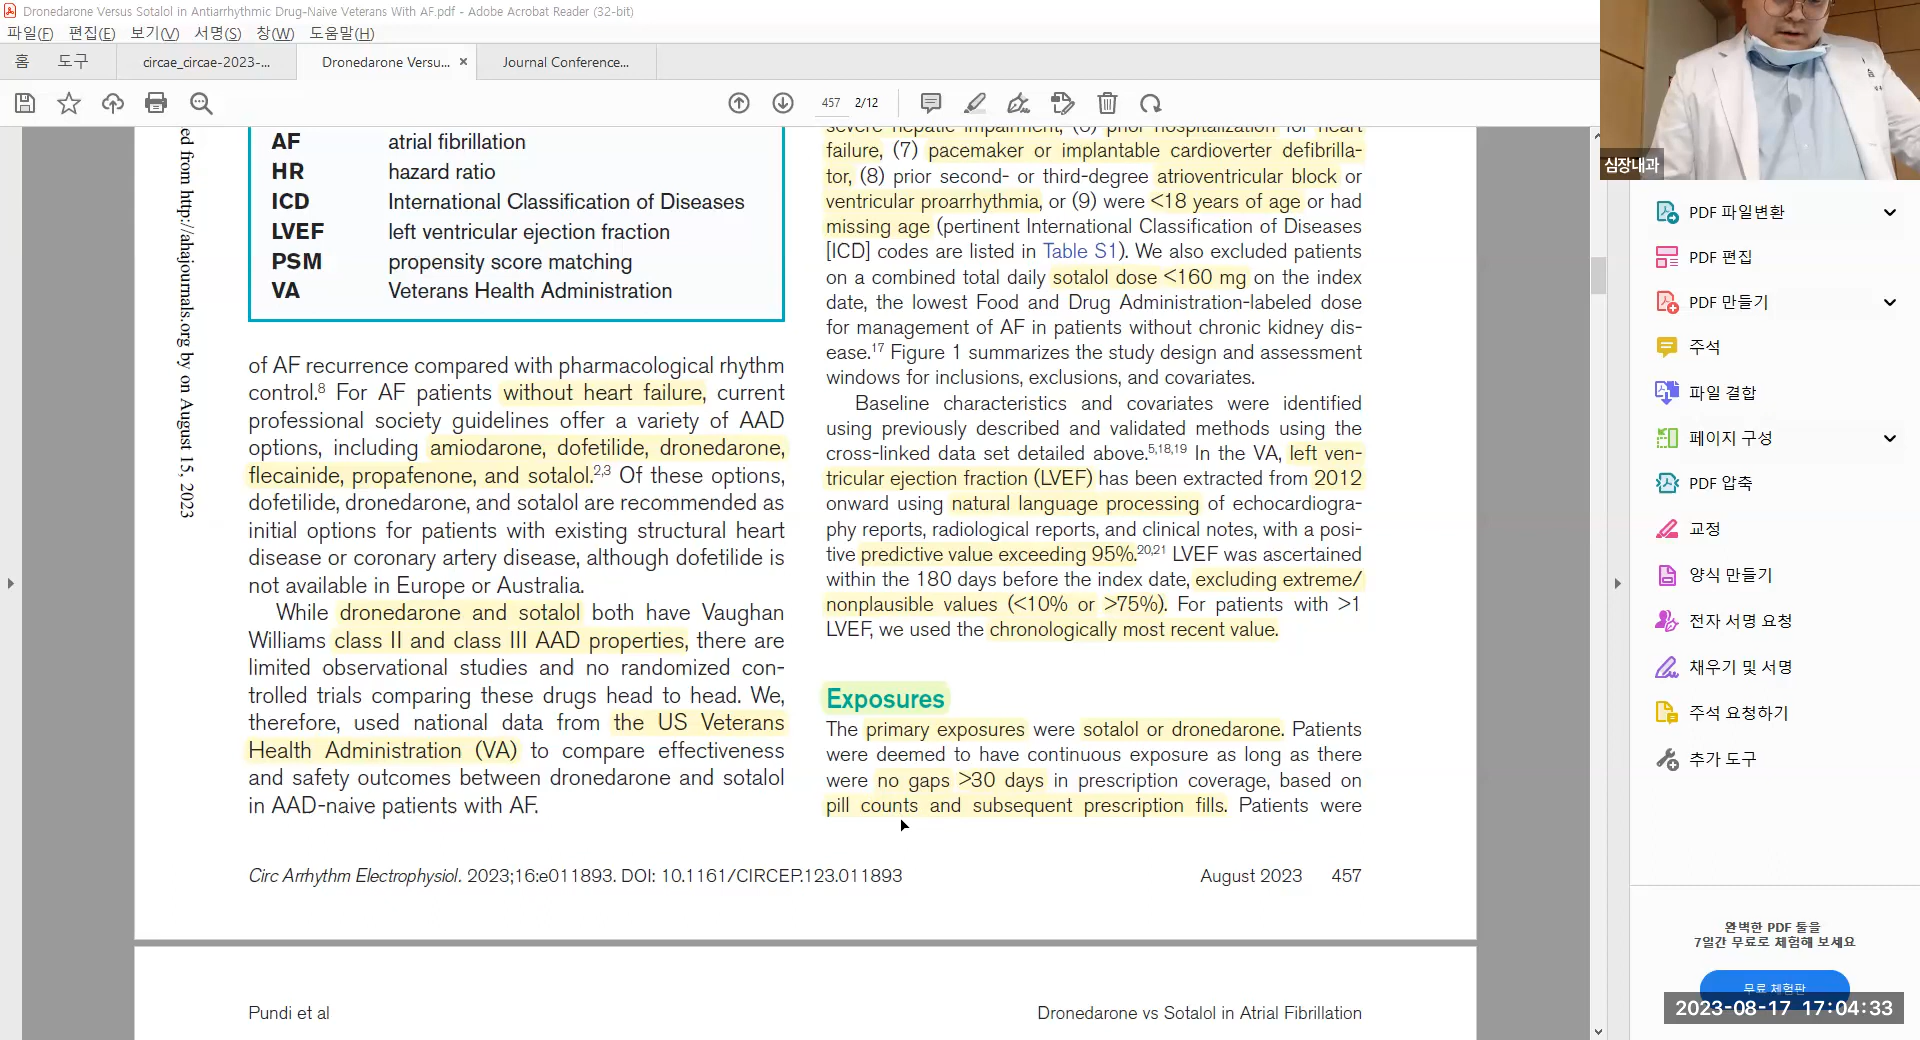 Dronedarone Versus Sotalol in Antiarrhythmic Drug-Naive Veterans With AF.pdf - Adobe Acrobat Reader (32-bit)
파일(F) 편집(E) 보기(V) 서명(S) 창(W) 도움말(H)
홈 도구 circae_circae-2023-... Dronedarone Versu... × Journal Conference...
457 2/12
심장내과
ed from http://ahajournals.org by on August 15, 2023
AF atrial fibrillation
HR hazard ratio
ICD International Classification of Diseases
LVEF left ventricular ejection fraction
PSM propensity score matching
VA Veterans Health Administration
of AF recurrence compared with pharmacological rhythm
control.8 For AF patients without heart failure, current
professional society guidelines offer a variety of AAD
options, including amiodarone, dofetilide, dronedarone,
flecainide, propafenone, and sotalol.2,3 Of these options,
dofetilide, dronedarone, and sotalol are recommended as
initial options for patients with existing structural heart
disease or coronary artery disease, although dofetilide is
not available in Europe or Australia.
While dronedarone and sotalol both have Vaughan
Williams class II and class III AAD properties, there are
limited observational studies and no randomized con-
trolled trials comparing these drugs head to head. We,
therefore, used national data from the US Veterans
Health Administration (VA) to compare effectiveness
and safety outcomes between dronedarone and sotalol
in AAD-naive patients with AF.
severe hepatic impairment, (6) prior hospitalization for heart
failure, (7) pacemaker or implantable cardioverter defibrilla-
tor, (8) prior second- or third-degree atrioventricular block or
ventricular proarrhythmia, or (9) were <18 years of age or had
missing age (pertinent International Classification of Diseases
[ICD] codes are listed in Table S1). We also excluded patients
on a combined total daily sotalol dose <160 mg on the index
date, the lowest Food and Drug Administration-labeled dose
for management of AF in patients without chronic kidney dis-
ease.17 Figure 1 summarizes the study design and assessment
windows for inclusions, exclusions, and covariates.
Baseline characteristics and covariates were identified
using previously described and validated methods using the
cross-linked data set detailed above.5,18,19 In the VA, left ven-
tricular ejection fraction (LVEF) has been extracted from 2012
onward using natural language processing of echocardiogra-
phy reports, radiological reports, and clinical notes, with a posi-
tive predictive value exceeding 95%.20,21 LVEF was ascertained
within the 180 days before the index date, excluding extreme/
nonplausible values (<10% or >75%). For patients with >1
LVEF, we used the chronologically most recent value.
Exposures
The primary exposures were sotalol or dronedarone. Patients
were deemed to have continuous exposure as long as there
were no gaps >30 days in prescription coverage, based on
pill counts and subsequent prescription fills. Patients were
Circ Arrhythm Electrophysiol. 2023;16:e011893. DOI: 10.1161/CIRCEP.123.011893
August 2023 457
Pundi et al
Dronedarone vs Sotalol in Atrial Fibrillation
PDF 파일변환
PDF 편집
PDF 만들기
주석
파일 결합
페이지 구성
PDF 압축
교정
양식 만들기
전자 서명 요청
채우기 및 서명
주석 요청하기
추가 도구
완벽한 PDF 툴을
7일간 무료로 체험해 보세요
무료 체험판
2023-08-17 17:04:33